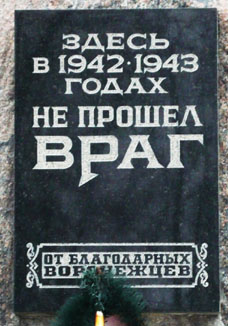 ЗДЕСЬ
В 1942·1943
ГОДАХ
НЕ ПРОШЕЛ
ВРАГ
ОТ БЛАГОДАРНЫХ
ВОРОНЕЖЦЕВ